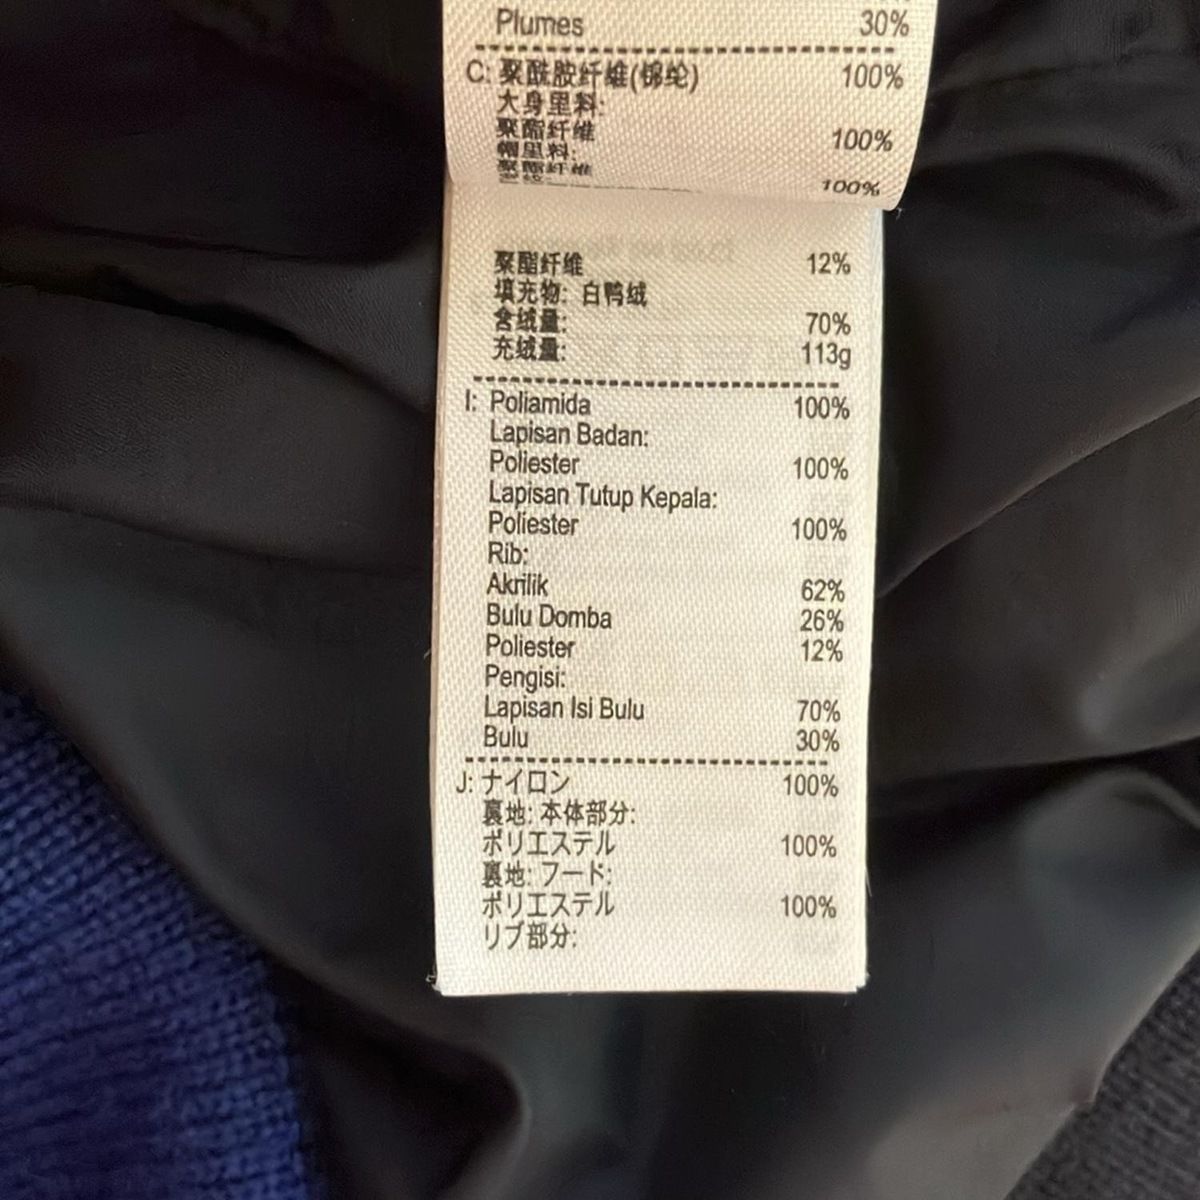 Plumes 30%
C: 聚酰胺纤维(锦纶) 100%
大身里料:
聚酯纤维 100%
帽里料:
聚酯纤维 100%
聚酯纤维 12%
填充物: 白鸭绒
含绒量: 70%
充绒量: 113g
I: Poliamida 100%
Lapisan Badan:
Poliester 100%
Lapisan Tutup Kepala:
Poliester 100%
Rib:
Akrilik 62%
Bulu Domba 26%
Poliester 12%
Pengisi:
Lapisan Isi Bulu 70%
Bulu 30%
J: ナイロン 100%
裏地: 本体部分:
ポリエステル 100%
裏地: フード:
ポリエステル 100%
リブ部分: